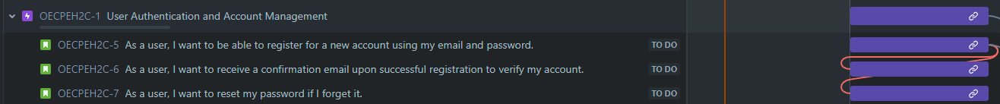 OECPEH2C-1 User Authentication and Account Management
OECPEH2C-5 As a user, I want to be able to register for a new account using my email and password. TO DO
OECPEH2C-6 As a user, I want to receive a confirmation email upon successful registration to verify my account. TO DO
OECPEH2C-7 As a user, I want to reset my password if I forget it. TO DO